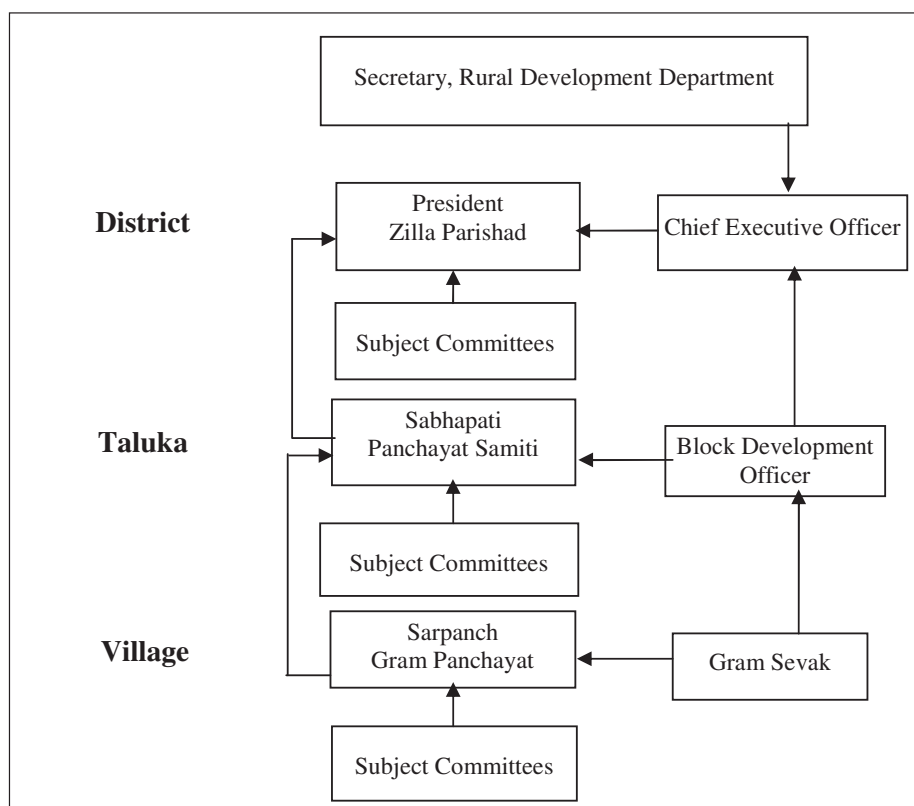 Secretary, Rural Development Department
District
President
Zilla Parishad
Chief Executive Officer
Subject Committees
Taluka
Sabhapati
Panchayat Samiti
Block Development
Officer
Subject Committees
Village
Sarpanch
Gram Panchayat
Gram Sevak
Subject Committees